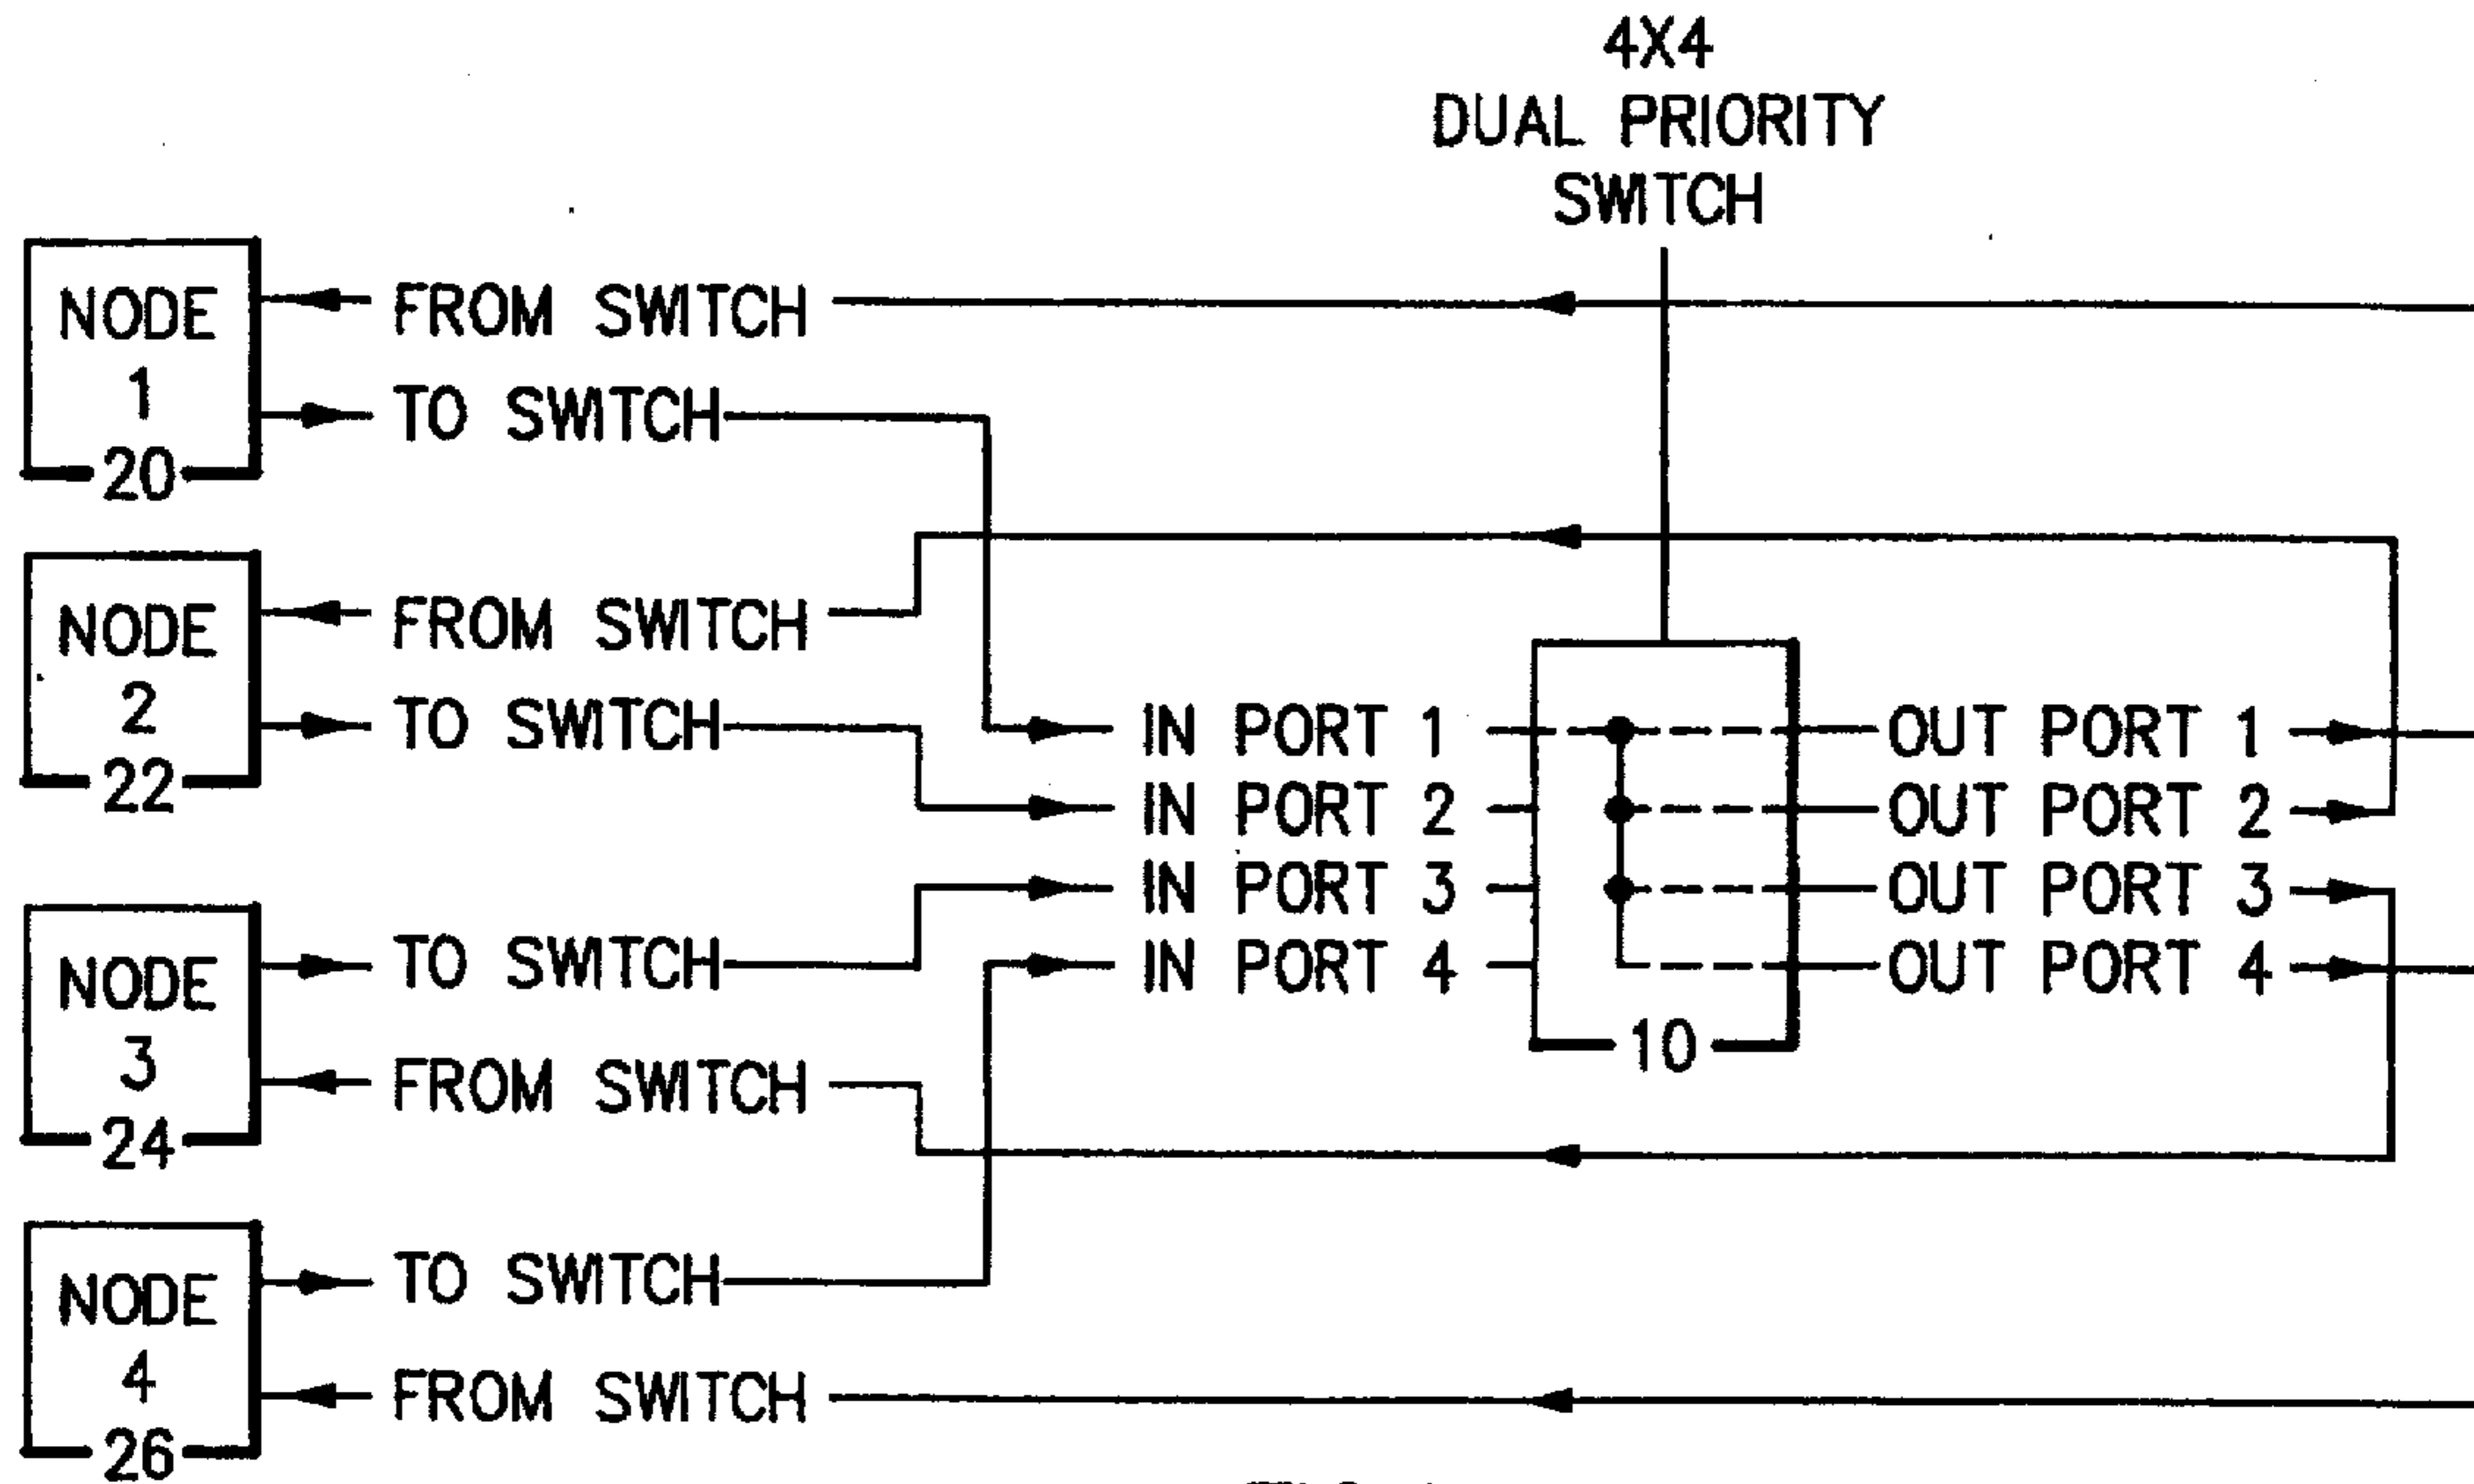 4X4
DUAL PRIORITY
SWITCH
NODE
1
20
FROM SWITCH
TO SWITCH
NODE
2
22
FROM SWITCH
TO SWITCH
NODE
3
24
TO SWITCH
FROM SWITCH
NODE
4
26
TO SWITCH
FROM SWITCH
IN PORT 1
IN PORT 2
IN PORT 3
IN PORT 4
10
OUT PORT 1
OUT PORT 2
OUT PORT 3
OUT PORT 4